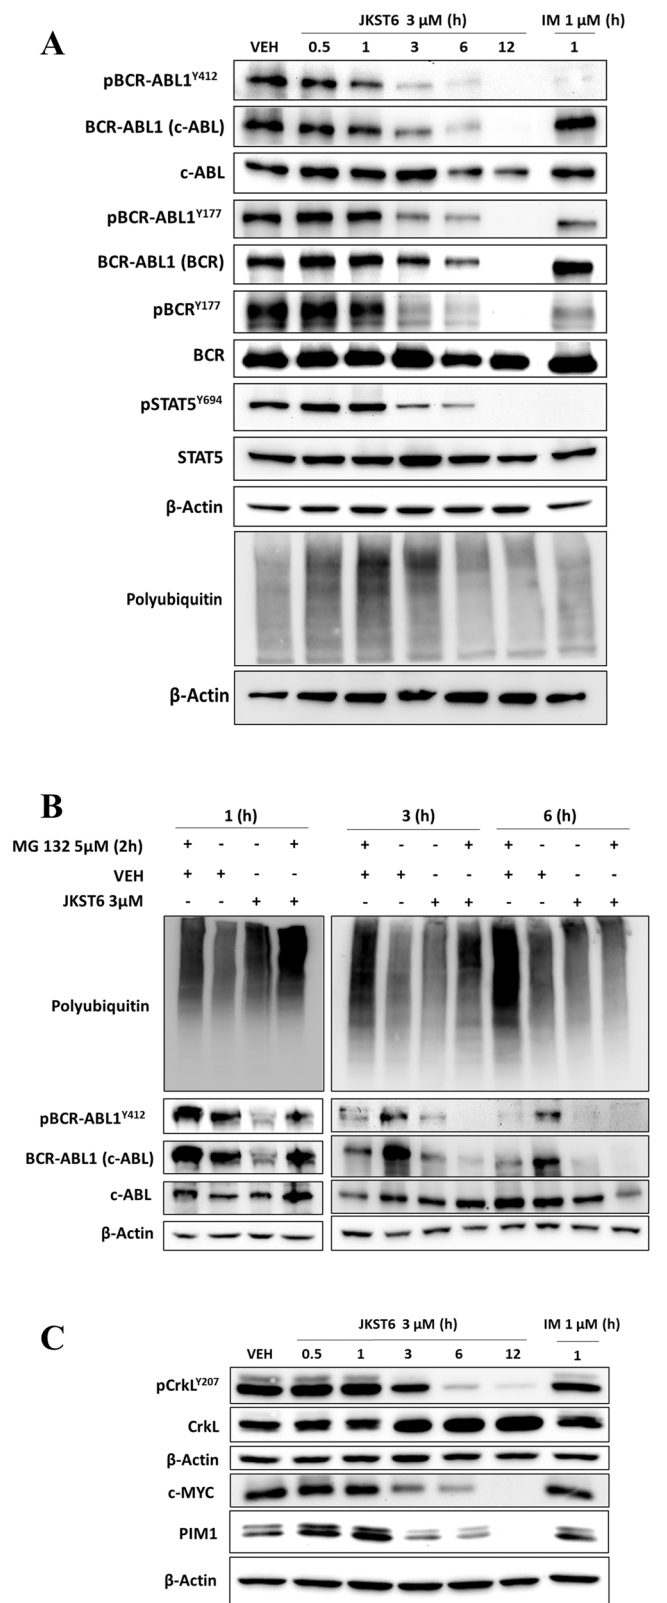 A
JKST6 3 µM (h) IM 1 µM (h)
VEH 0.5 1 3 6 12 1
pBCR-ABL1Y412
BCR-ABL1 (c-ABL)
c-ABL
pBCR-ABL1Y177
BCR-ABL1 (BCR)
pBCRY177
BCR
pSTAT5Y694
STAT5
β-Actin
Polyubiquitin
β-Actin
B
1 (h) 3 (h) 6 (h)
MG 132 5µM (2h) + - - + + - - + + - - +
VEH + + - - + + - - + + - -
JKST6 3µM - - + + - - + + - - + +
Polyubiquitin
pBCR-ABL1Y412
BCR-ABL1 (c-ABL)
c-ABL
β-Actin
C
JKST6 3 µM (h) IM 1 µM (h)
VEH 0.5 1 3 6 12 1
pCrkLY207
CrkL
β-Actin
c-MYC
PIM1
β-Actin